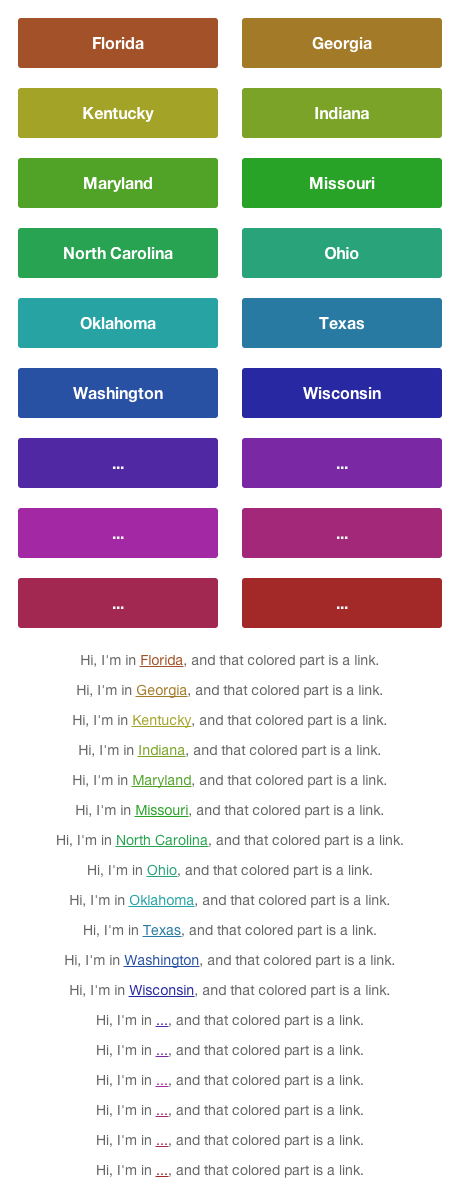 Florida
Georgia
Kentucky
Indiana
Maryland
Missouri
North Carolina
Ohio
Oklahoma
Texas
Washington
Wisconsin
...
...
...
...
...
...
Hi, I'm in Florida, and that colored part is a link.
Hi, I'm in Georgia, and that colored part is a link.
Hi, I'm in Kentucky, and that colored part is a link.
Hi, I'm in Indiana, and that colored part is a link.
Hi, I'm in Maryland, and that colored part is a link.
Hi, I'm in Missouri, and that colored part is a link.
Hi, I'm in North Carolina, and that colored part is a link.
Hi, I'm in Ohio, and that colored part is a link.
Hi, I'm in Oklahoma, and that colored part is a link.
Hi, I'm in Texas, and that colored part is a link.
Hi, I'm in Washington, and that colored part is a link.
Hi, I'm in Wisconsin, and that colored part is a link.
Hi, I'm in ..., and that colored part is a link.
Hi, I'm in ..., and that colored part is a link.
Hi, I'm in ..., and that colored part is a link.
Hi, I'm in ..., and that colored part is a link.
Hi, I'm in ..., and that colored part is a link.
Hi, I'm in ..., and that colored part is a link.